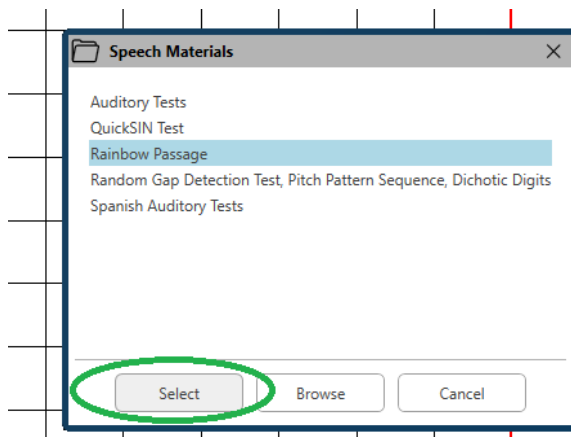 Speech Materials
Auditory Tests
QuickSIN Test
Rainbow Passage
Random Gap Detection Test, Pitch Pattern Sequence, Dichotic Digits
Spanish Auditory Tests
Select Browse Cancel